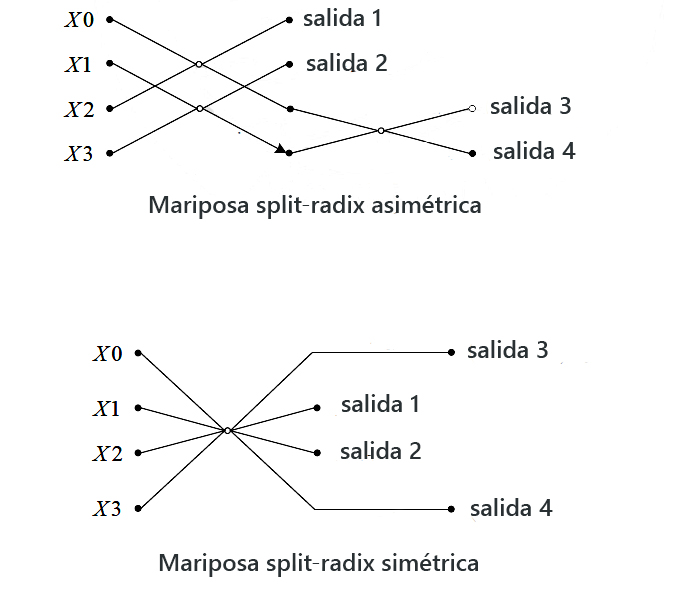 X0 salida 1
X1 salida 2
X2 salida 3
X3 salida 4
Mariposa split-radix asimétrica
X0 salida 3
X1 salida 1
X2 salida 2
X3 salida 4
Mariposa split-radix simétrica